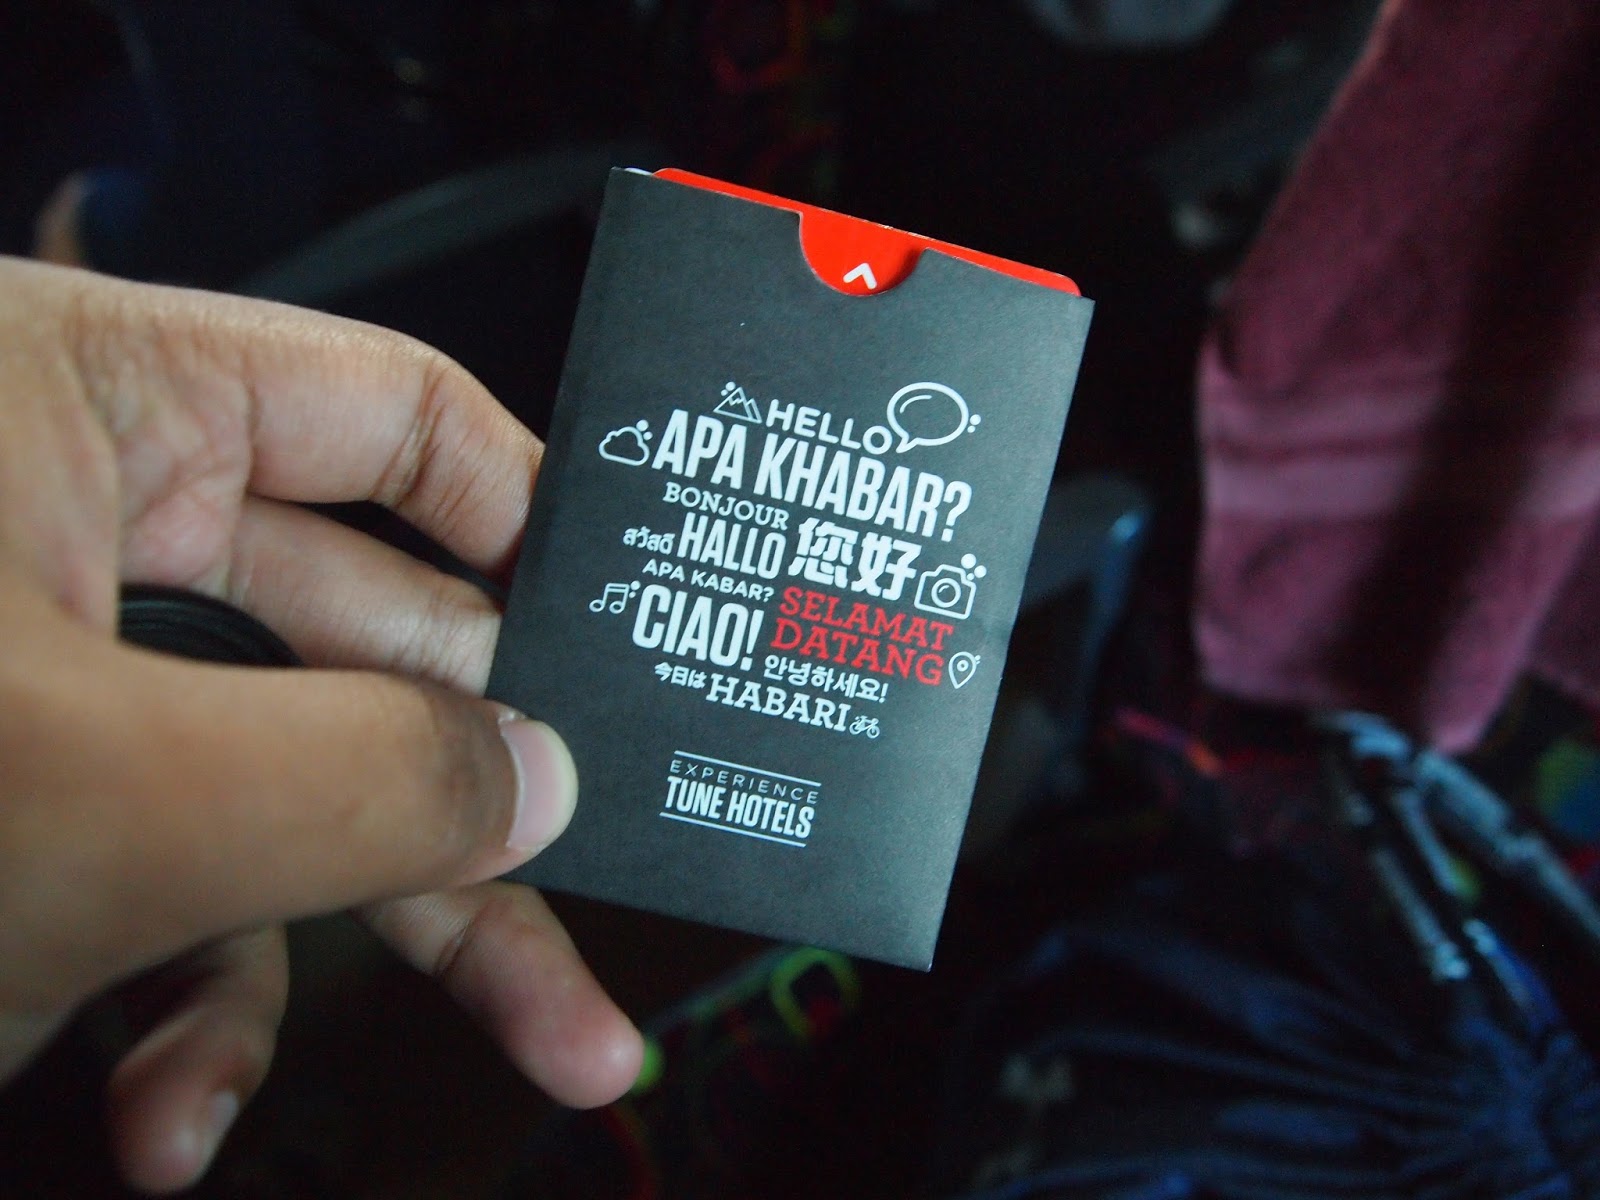 HELLO
APA KHABAR?
BONJOUR
สวัสดี HALLO 您好
APA KABAR?
CIAO! SELAMAT
DATANG
안녕하세요!
今日は HABARI
EXPERIENCE
TUNE HOTELS